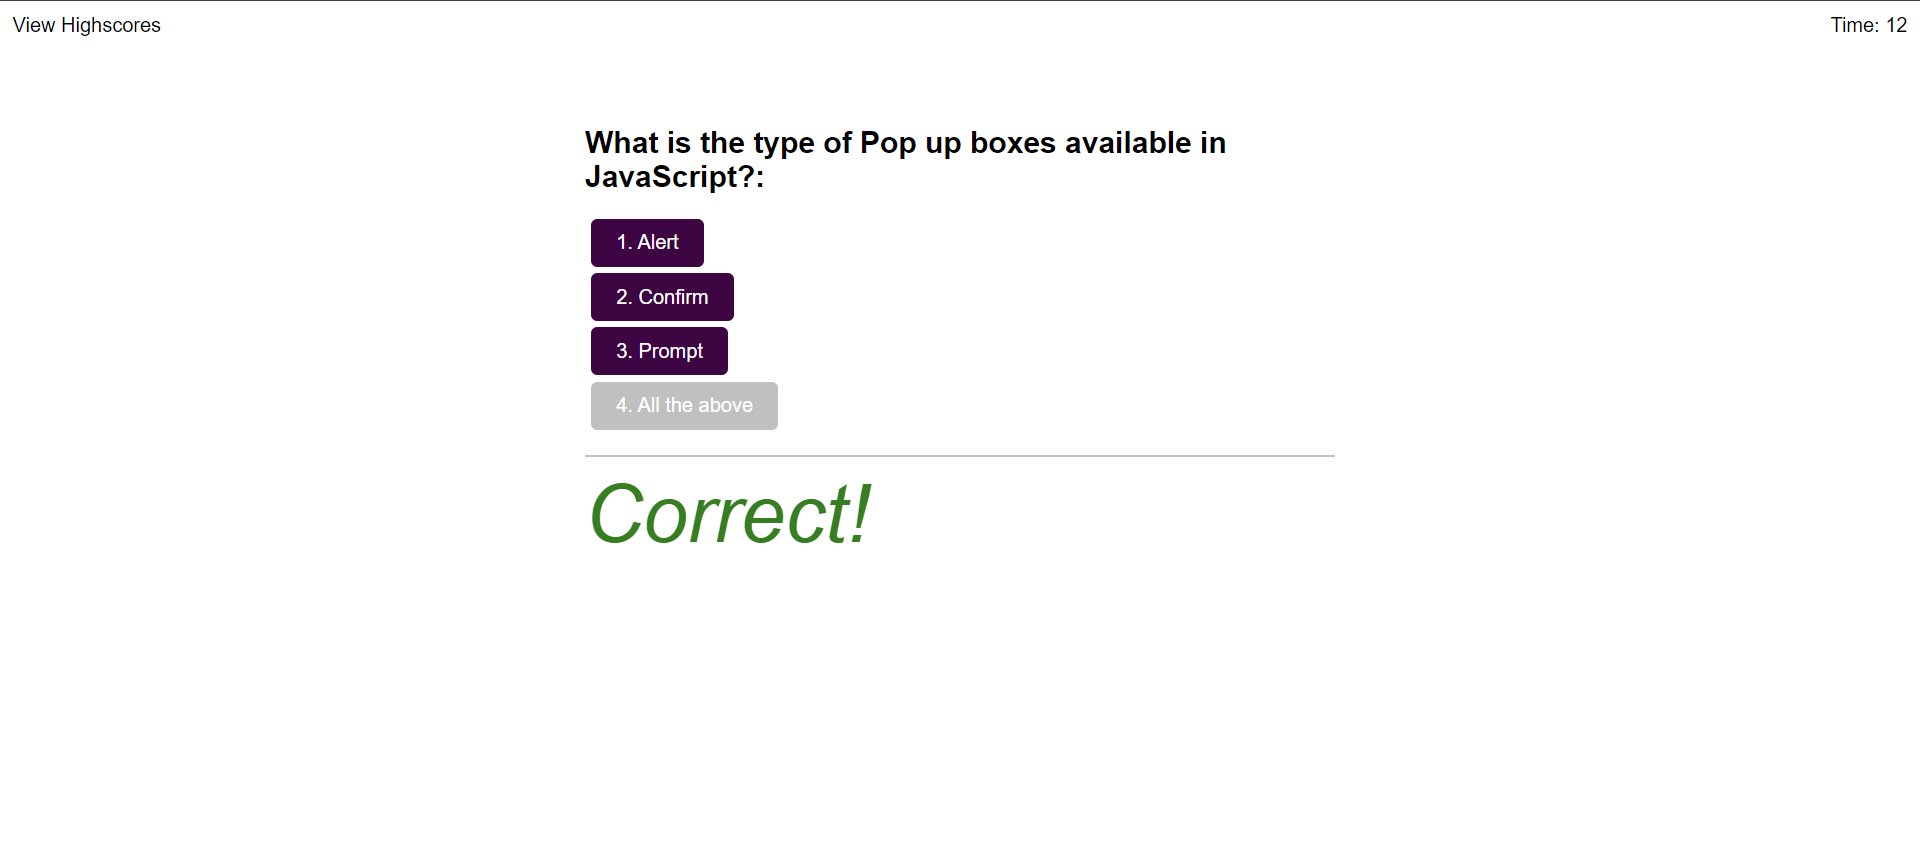 View Highscores
Time: 12
What is the type of Pop up boxes available in
JavaScript?:
1. Alert
2. Confirm
3. Prompt
4. All the above
Correct!